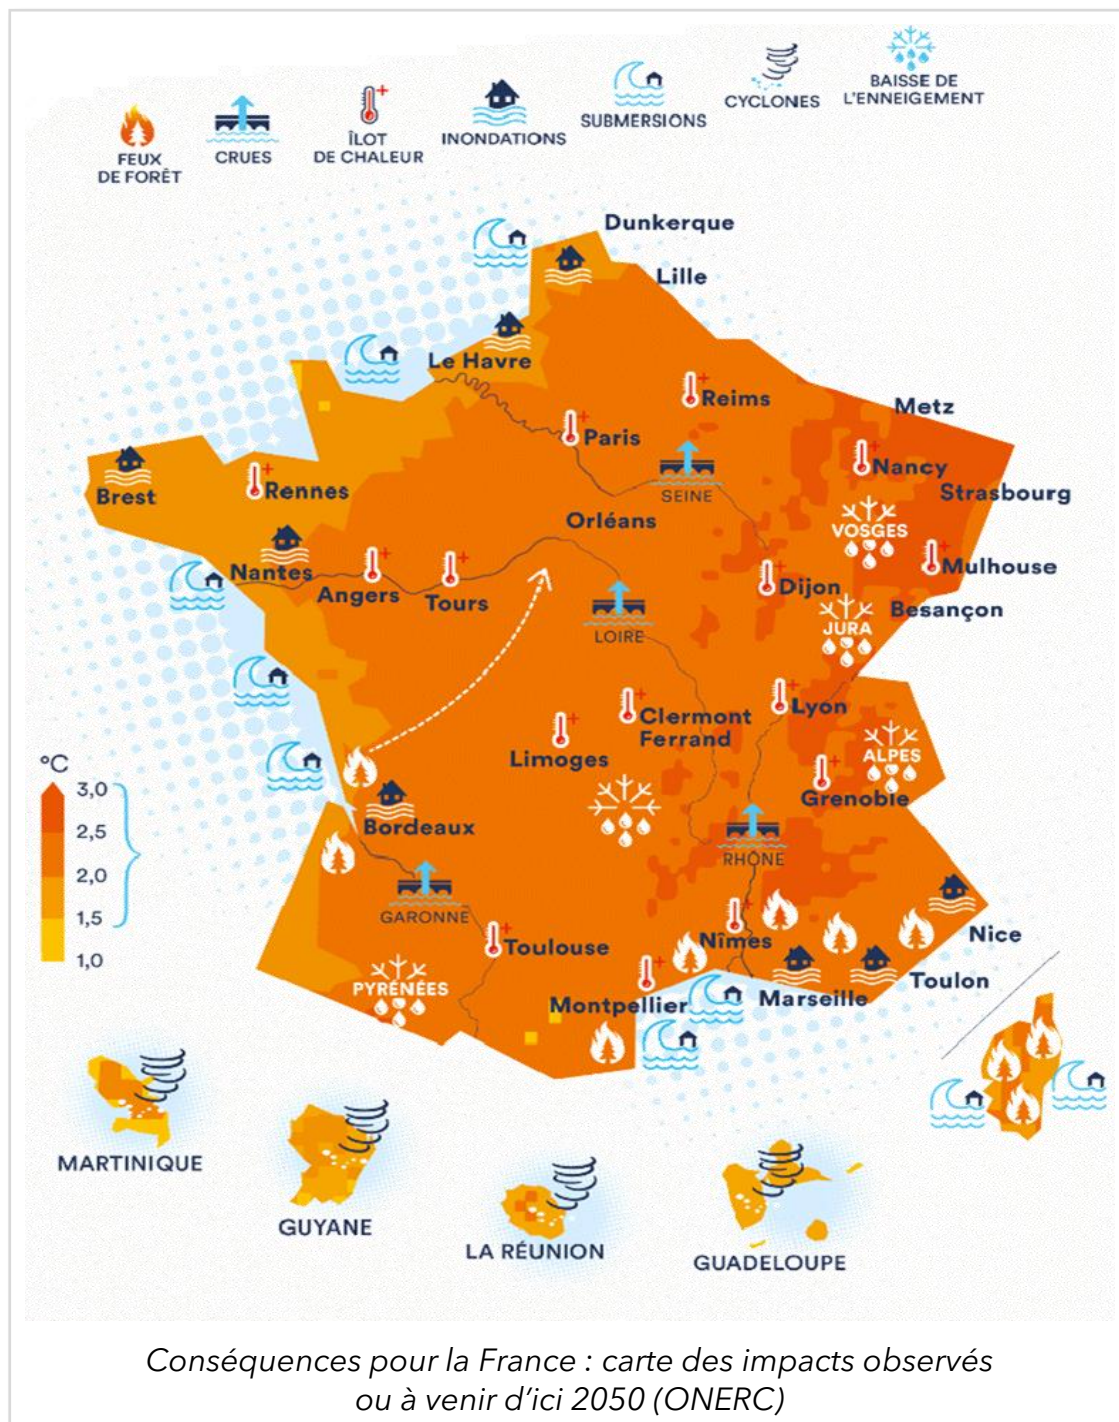 FEUX
DE FORÊT
CRUES
ÎLOT
DE CHALEUR
INONDATIONS
SUBMERSIONS
CYCLONES
BAISSE DE
L'ENNEIGEMENT
Dunkerque
Lille
Le Havre
Reims
Metz
Paris
Nancy
SEINE
Strasbourg
Brest
Rennes
Orléans
VOSGES
Nantes
Angers
Tours
Dijon
Mulhouse
Besançon
LOIRE
JURA
Clermont
Ferrand
Lyon
Limoges
ALPES
Grenoble
°C
3,0
2,5
2,0
1,5
1,0
Bordeaux
RHÔNE
GARONNE
Toulouse
Nîmes
Nice
PYRÉNÉES
Montpellier
Marseille
Toulon
MARTINIQUE
GUYANE
LA RÉUNION
GUADELOUPE
Conséquences pour la France : carte des impacts observés
ou à venir d'ici 2050 (ONERC)